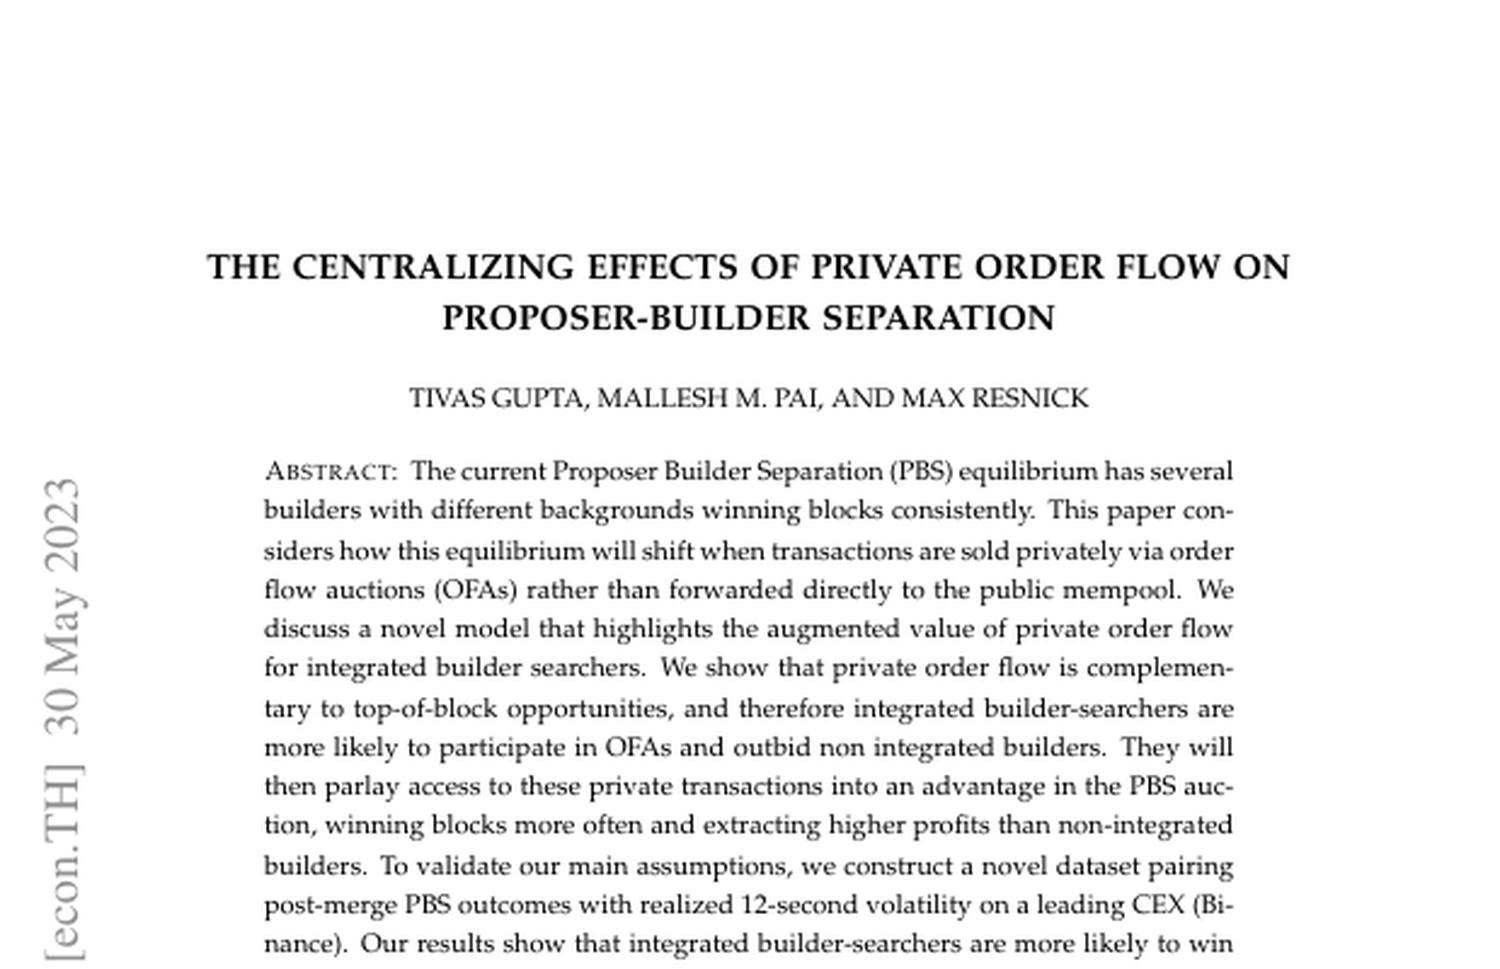 THE CENTRALIZING EFFECTS OF PRIVATE ORDER FLOW ON
PROPOSER-BUILDER SEPARATION
TIVAS GUPTA, MALLESH M. PAI, AND MAX RESNICK
ABSTRACT: The current Proposer Builder Separation (PBS) equilibrium has several
builders with different backgrounds winning blocks consistently. This paper con-
siders how this equilibrium will shift when transactions are sold privately via order
flow auctions (OFAs) rather than forwarded directly to the public mempool. We
discuss a novel model that highlights the augmented value of private order flow
for integrated builder searchers. We show that private order flow is complemen-
tary to top-of-block opportunities, and therefore integrated builder-searchers are
more likely to participate in OFAs and outbid non integrated builders. They will
then parlay access to these private transactions into an advantage in the PBS auc-
tion, winning blocks more often and extracting higher profits than non-integrated
builders. To validate our main assumptions, we construct a novel dataset pairing
post-merge PBS outcomes with realized 12-second volatility on a leading CEX (Bi-
nance). Our results show that integrated builder-searchers are more likely to win
[econ.TH] 30 May 2023